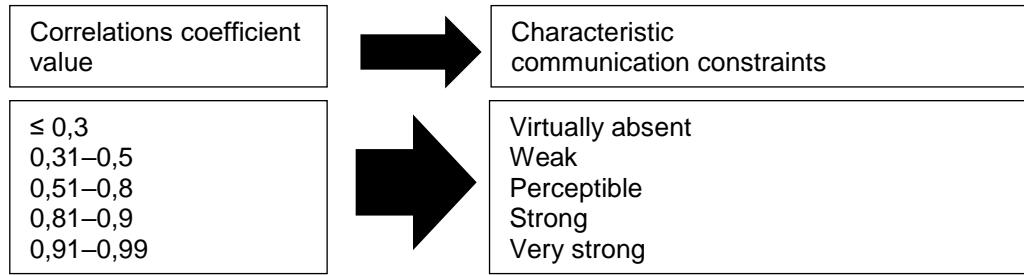 Correlations coefficient
value
Characteristic
communication constraints
≤ 0,3
0,31–0,5
0,51–0,8
0,81–0,9
0,91–0,99
Virtually absent
Weak
Perceptible
Strong
Very strong